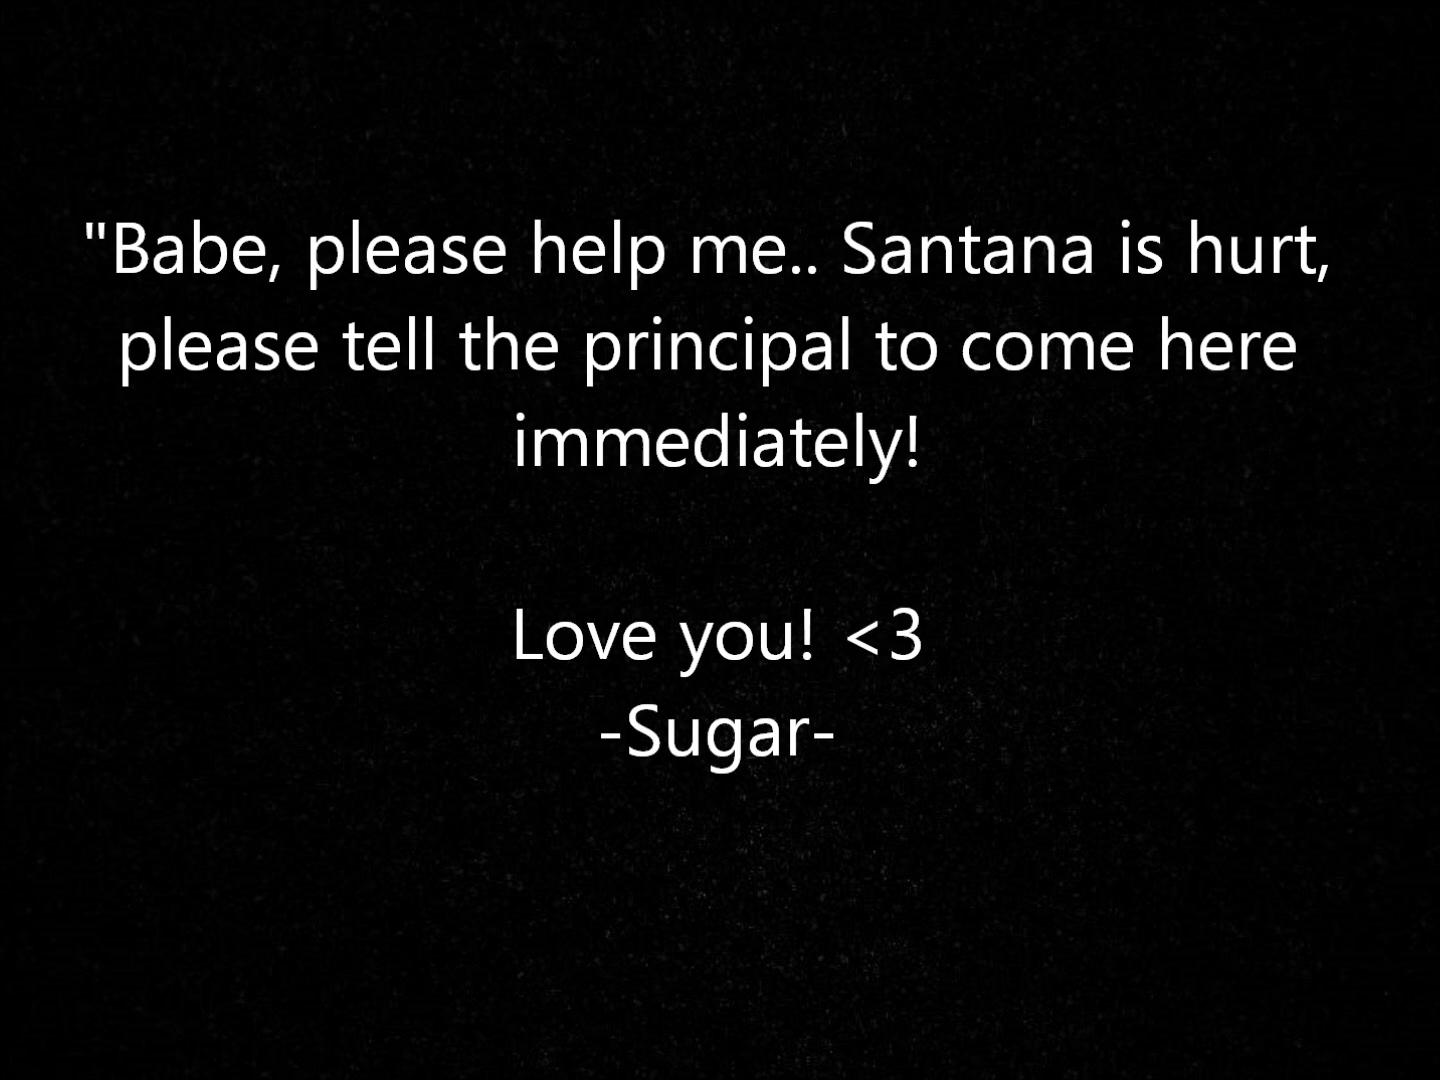 "Babe, please help me.. Santana is hurt,
please tell the principal to come here
immediately!
Love you! <3
-Sugar-